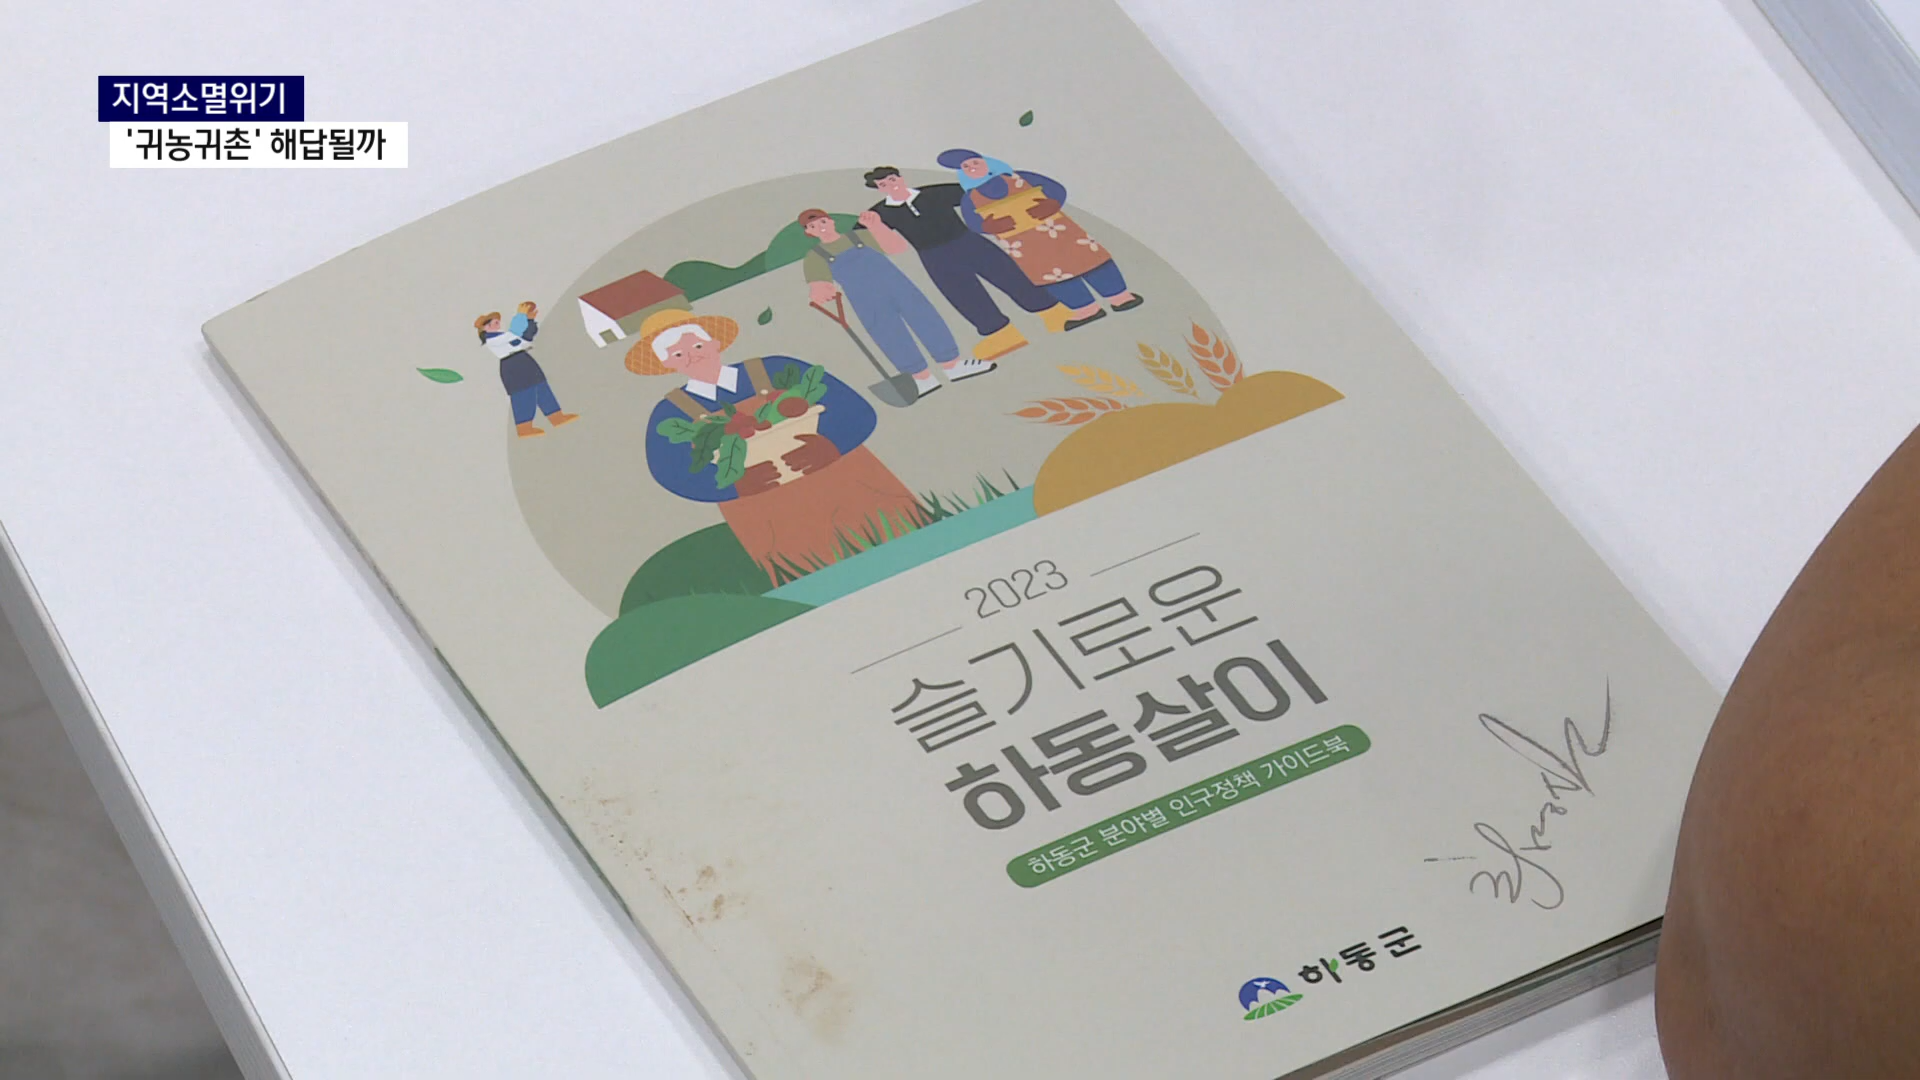 지역소멸위기
'귀농귀촌' 해답될까
2023
슬기로운
하동살이
하동군 분야별 인구정책 가이드북
하동군